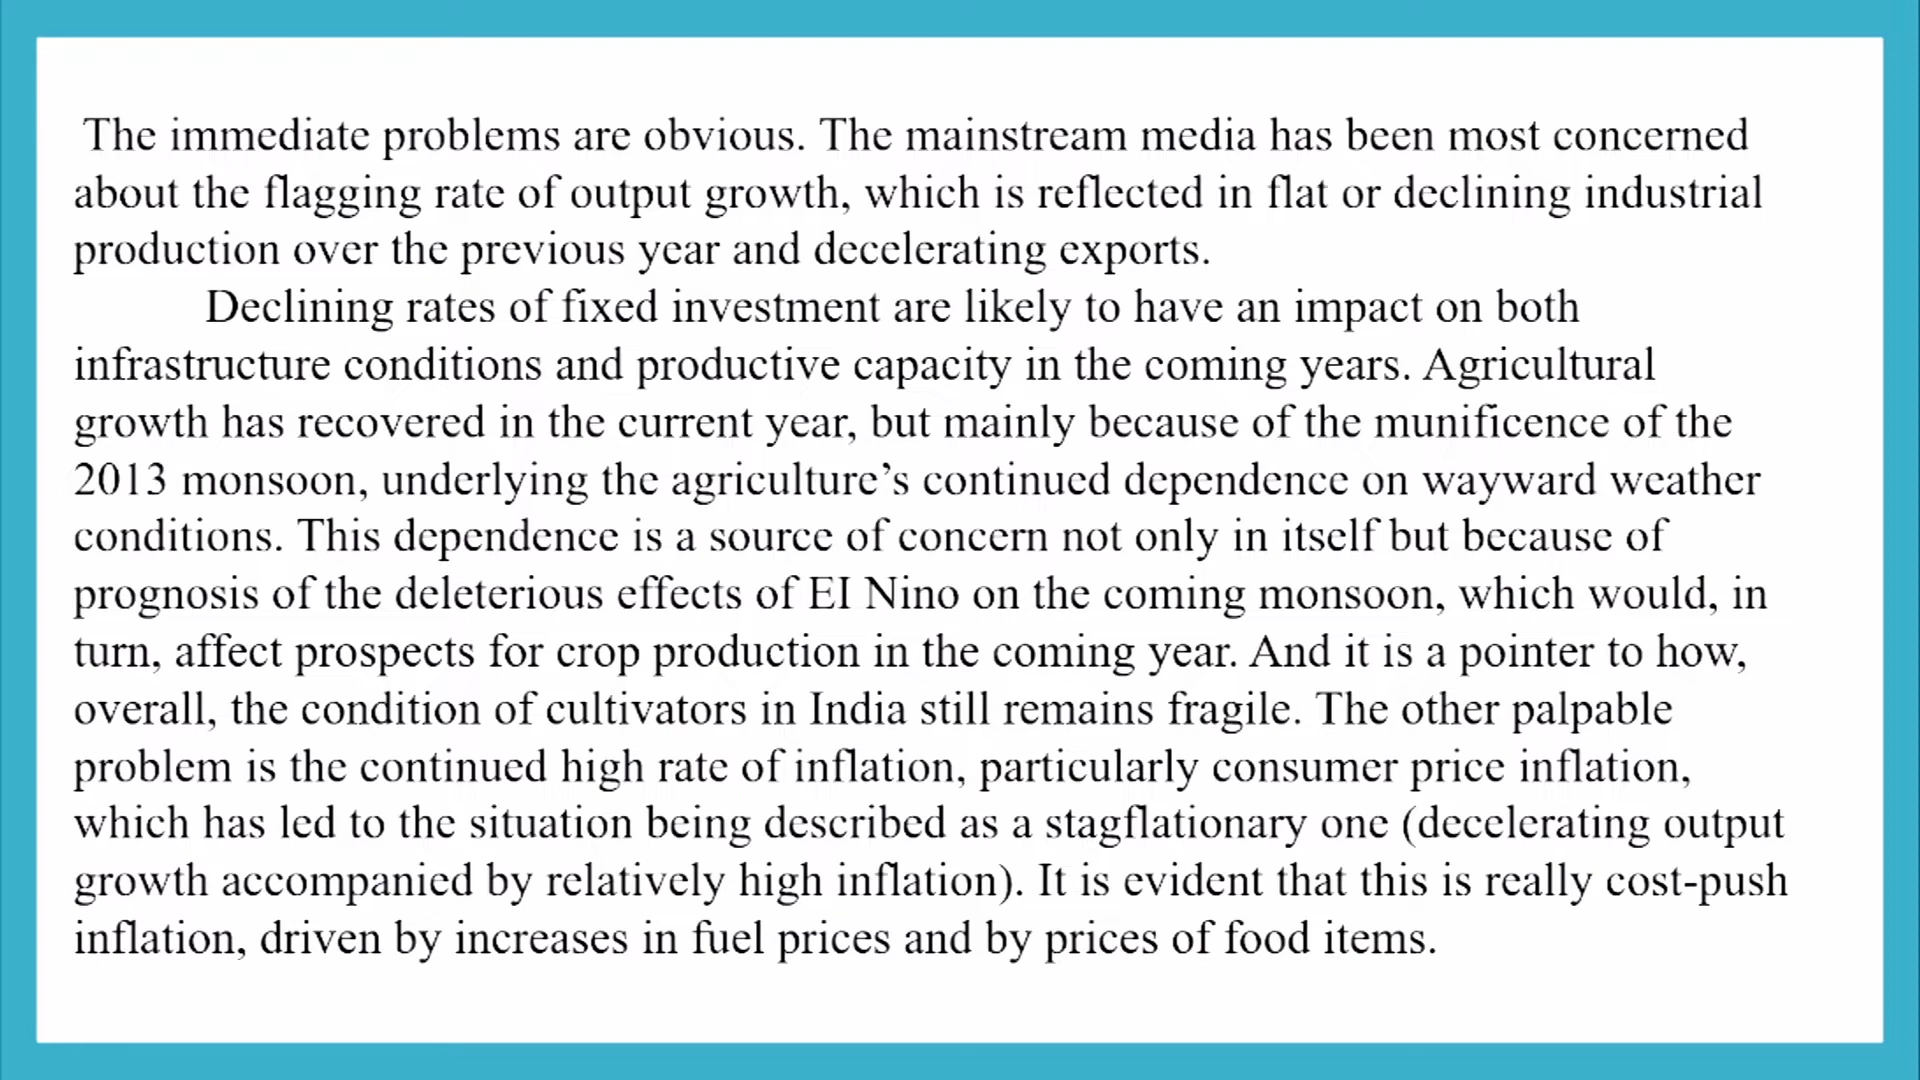 The immediate problems are obvious. The mainstream media has been most concerned
about the flagging rate of output growth, which is reflected in flat or declining industrial
production over the previous year and decelerating exports.
Declining rates of fixed investment are likely to have an impact on both
infrastructure conditions and productive capacity in the coming years. Agricultural
growth has recovered in the current year, but mainly because of the munificence of the
2013 monsoon, underlying the agriculture’s continued dependence on wayward weather
conditions. This dependence is a source of concern not only in itself but because of
prognosis of the deleterious effects of EI Nino on the coming monsoon, which would, in
turn, affect prospects for crop production in the coming year. And it is a pointer to how,
overall, the condition of cultivators in India still remains fragile. The other palpable
problem is the continued high rate of inflation, particularly consumer price inflation,
which has led to the situation being described as a stagflationary one (decelerating output
growth accompanied by relatively high inflation). It is evident that this is really cost-push
inflation, driven by increases in fuel prices and by prices of food items.